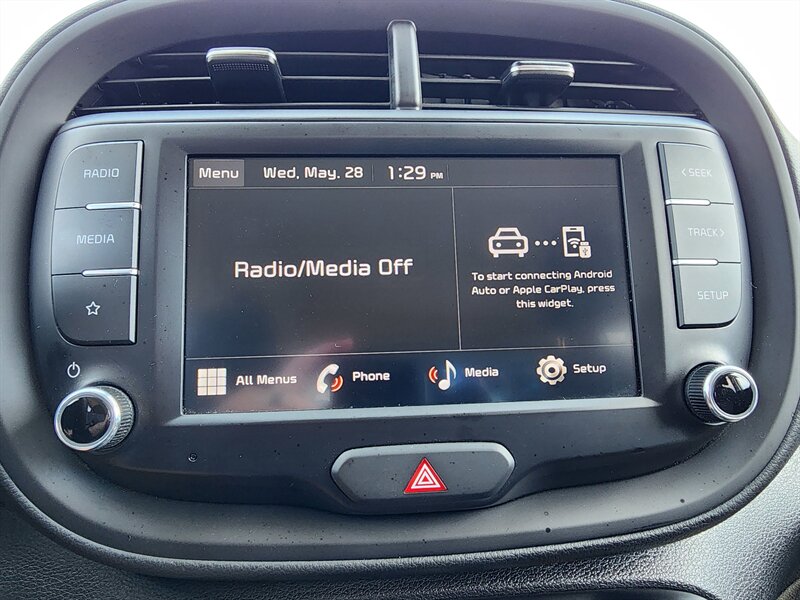 RADIO
MEDIA
Menu Wed, May. 28 1:29 PM
Radio/Media Off
To start connecting Android
Auto or Apple CarPlay, press
this widget.
All Menus Phone Media Setup
< SEEK
TRACK >
SETUP